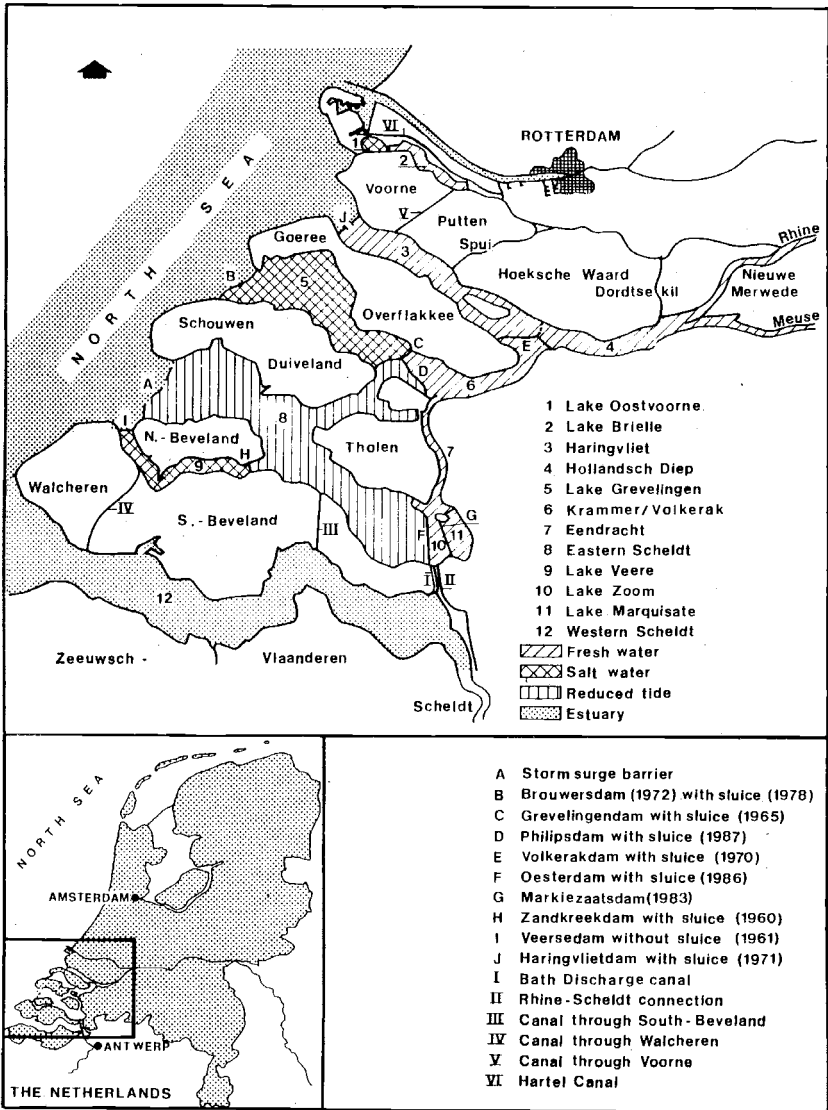 VI
ROTTERDAM
1
2
NORTH SEA
Voorne
V
J
Putten
Goeree
Spui
Rhine
3
B
Hoeksche Waard
Nieuwe
5
Dordtse kil
Merwede
Overflakkee
Meuse
Schouwen
C
E
4
Duiveland
D
A
6
8
I
N.-Beveland
H
Tholen
7
9
Walcheren
IV
S.-Beveland
III
F
G
10
11
I
II
12
Zeeuwsch -
Vlaanderen
Scheldt
1 Lake Oostvoorne
2 Lake Brielle
3 Haringvliet
4 Hollandsch Diep
5 Lake Grevelingen
6 Krammer/Volkerak
7 Eendracht
8 Eastern Scheldt
9 Lake Veere
10 Lake Zoom
11 Lake Marquisate
12 Western Scheldt
Fresh water
Salt water
Reduced tide
Estuary
NORTH SEA
AMSTERDAM
ANTWERP
THE NETHERLANDS
A Storm surge barrier
B Brouwersdam (1972) with sluice (1978)
C Grevelingendam with sluice (1965)
D Philipsdam with sluice (1987)
E Volkerakdam with sluice (1970)
F Oesterdam with sluice (1986)
G Markiezaatsdam (1983)
H Zandkreekdam with sluice (1960)
I Veersedam without sluice (1961)
J Haringvlietdam with sluice (1971)
I Bath Discharge canal
II Rhine-Scheldt connection
III Canal through South-Beveland
IV Canal through Walcheren
V Canal through Voorne
VI Hartel Canal